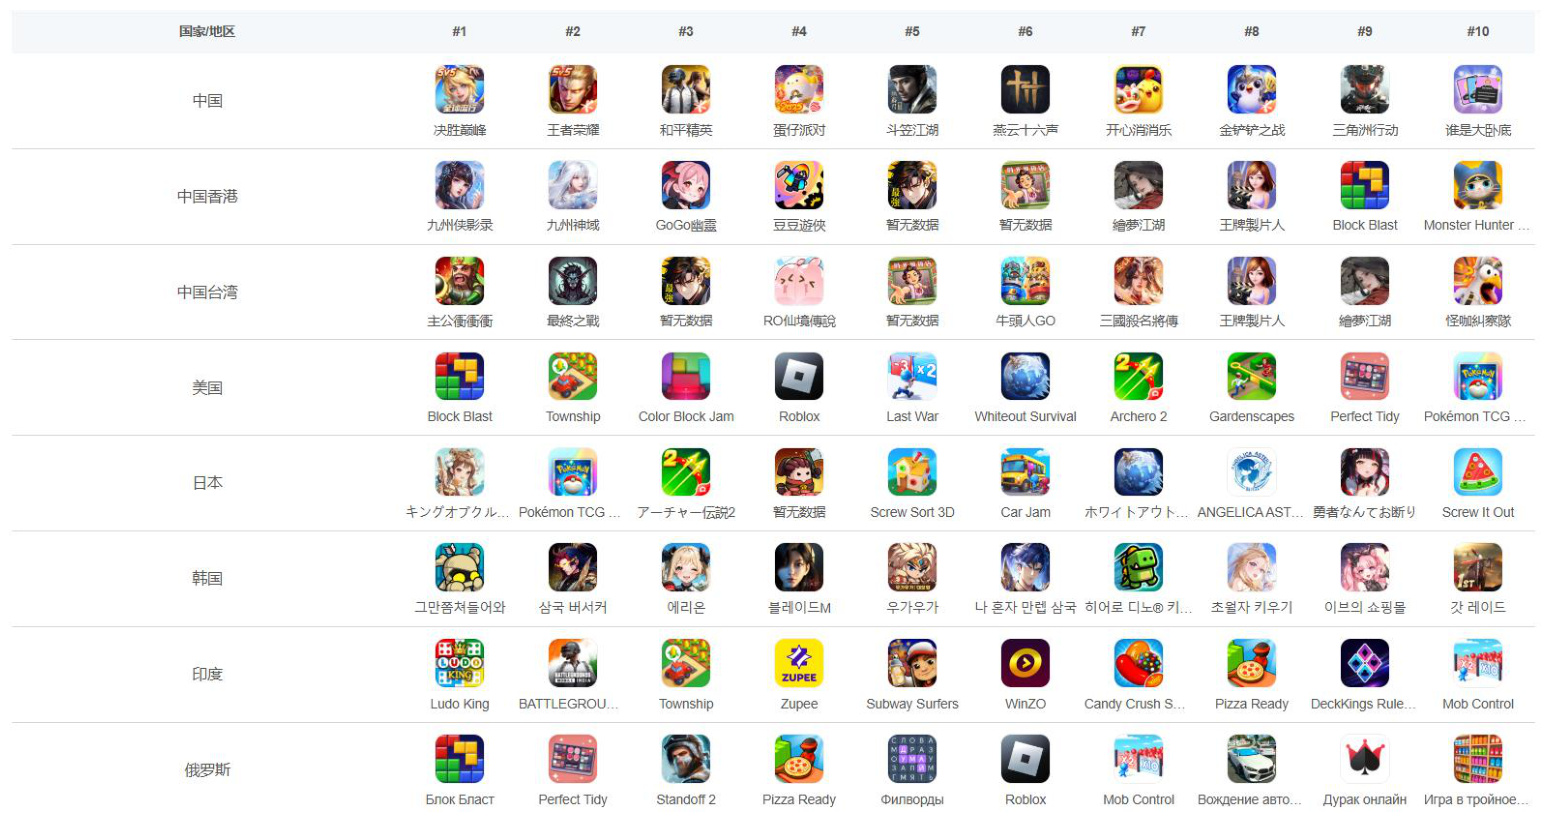 国家/地区 #1 #2 #3 #4 #5 #6 #7 #8 #9 #10
中国
决胜巅峰 王者荣耀 和平精英 蛋仔派对 斗笠江湖 燕云十六声 开心消消乐 金铲铲之战 三角洲行动 谁是大卧底
中国香港
九州侠影录 九州神域 GoGo幽靈 豆豆遊俠 暂无数据 暂无数据 繪夢江湖 王牌製片人 Block Blast Monster Hunter ...
中国台湾
主公衝衝衝 最終之戰 暂无数据 RO仙境傳說 暂无数据 牛頭人GO 三國殺名將傳 王牌製片人 繪夢江湖 怪咖糾察隊
美国
Block Blast Township Color Block Jam Roblox Last War Whiteout Survival Archero 2 Gardenscapes Perfect Tidy Pokémon TCG ...
日本
キングオブクル... Pokémon TCG ... アーチャー伝説2 暂无数据 Screw Sort 3D Car Jam ホワイトアウト... ANGELICA AST... 勇者なんてお断り Screw It Out
韩国
그만쫌쳐들어와 삼국 버서커 에리온 블레이드M 우가우가 나 혼자 만렙 삼국 히어로 디노® 키... 초월자 키우기 이브의 쇼핑몰 갓 레이드
印度
Ludo King BATTLEGROU... Township Zupee Subway Surfers WinZO Candy Crush S... Pizza Ready DeckKings Rule... Mob Control
俄罗斯
Блок Бласт Perfect Tidy Standoff 2 Pizza Ready Филворды Roblox Mob Control Вождение авто... Дурак онлайн Игра в тройное...